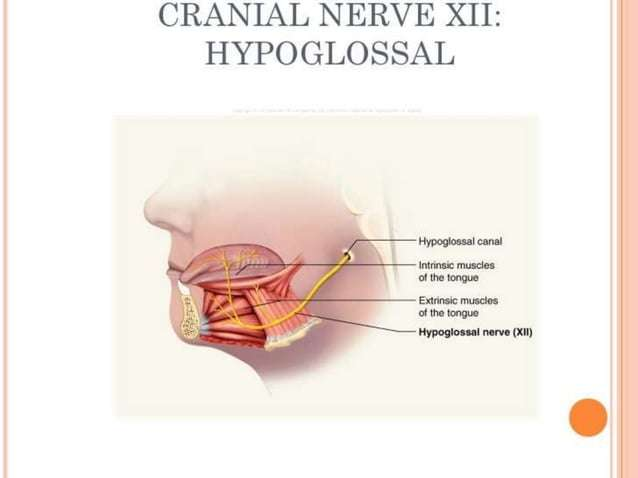 CRANIAL NERVE XII:
HYPOGLOSSAL
Hypoglossal canal
Intrinsic muscles
of the tongue
Extrinsic muscles
of the tongue
Hypoglossal nerve (XII)